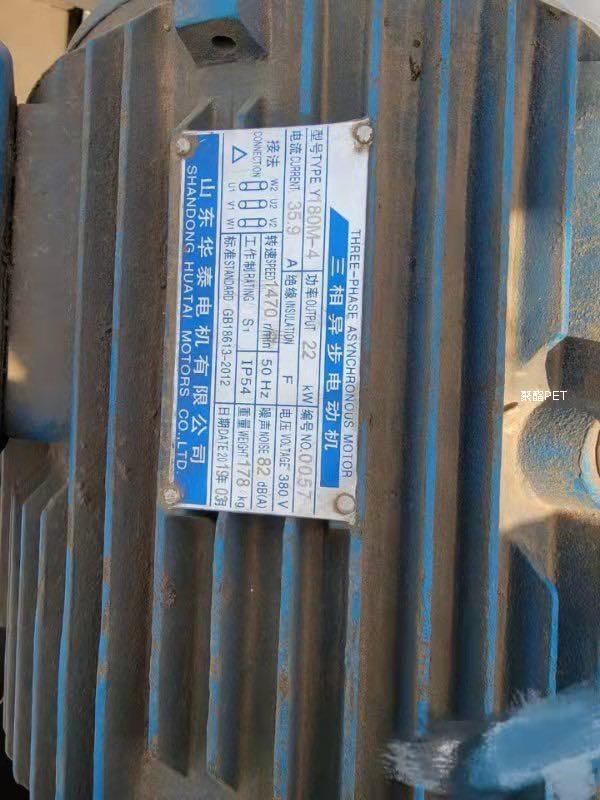 THREE-PHASE ASYNCHRONOUS MOTOR
三相异步电动机
型号TYPE Y180M-4 功率OUTPUT 22 kW 编号NO.0057
电流CURRENT 35.9 A 绝缘INSULATION F 电压VOLTAGE 380 V
接法 CONNECTION △ W2 U2 V2 U1 V1 W1 转速SPEED 1470 r/min 50 Hz 噪声NOISE 82 dB(A)
工作制RATING S1 IP54 重量WEIGHT 178 kg
标准STANDARD GB18613-2012 日期DATE 2019年03月
山东华泰电机有限公司
SHANDONG HUATAI MOTORS CO.,LTD.
聚酯PET